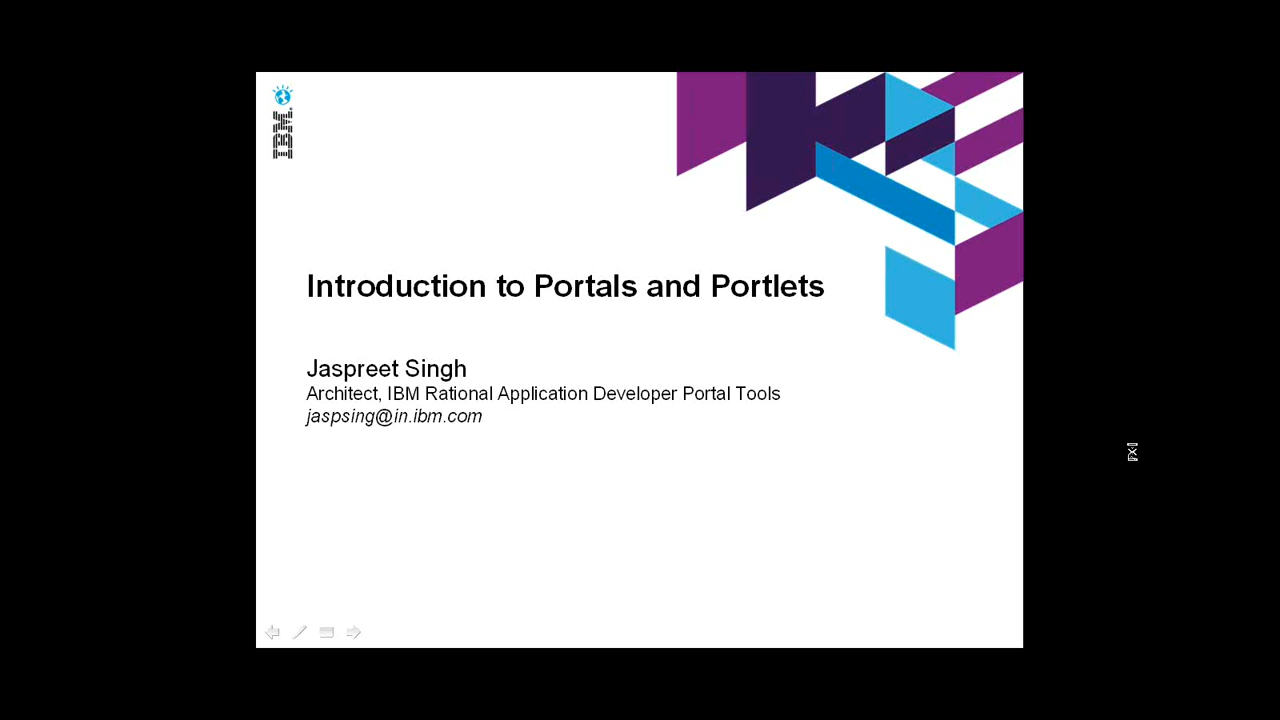 IBM
Introduction to Portals and Portlets
Jaspreet Singh
Architect, IBM Rational Application Developer Portal Tools
jaspsing@in.ibm.com